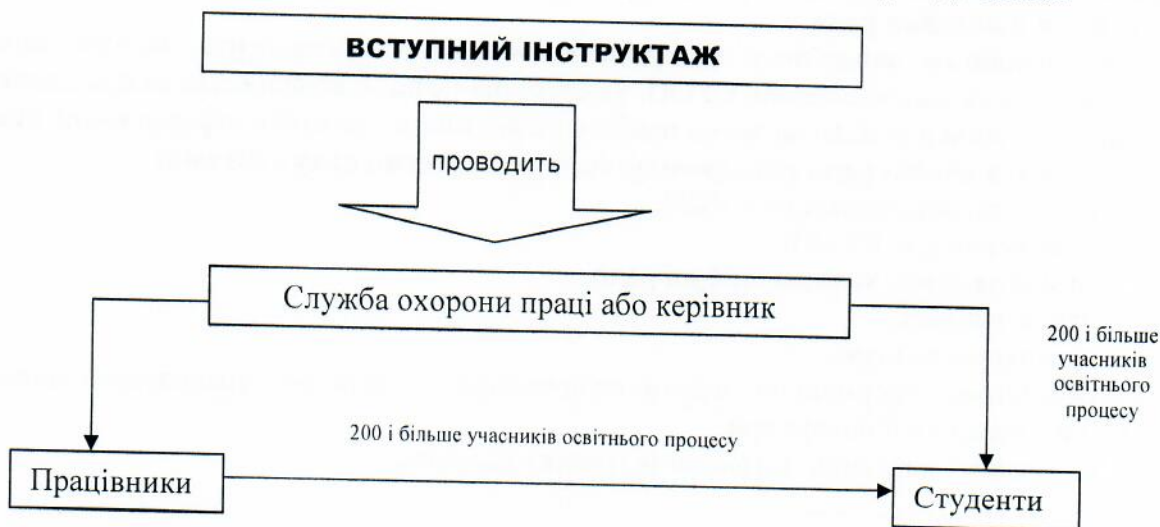 ВСТУПНИЙ ІНСТРУКТАЖ
проводить
Служба охорони праці або керівник
200 і більше
учасників
освітнього
процесу
200 і більше учасників освітнього процесу
Працівники
Студенти